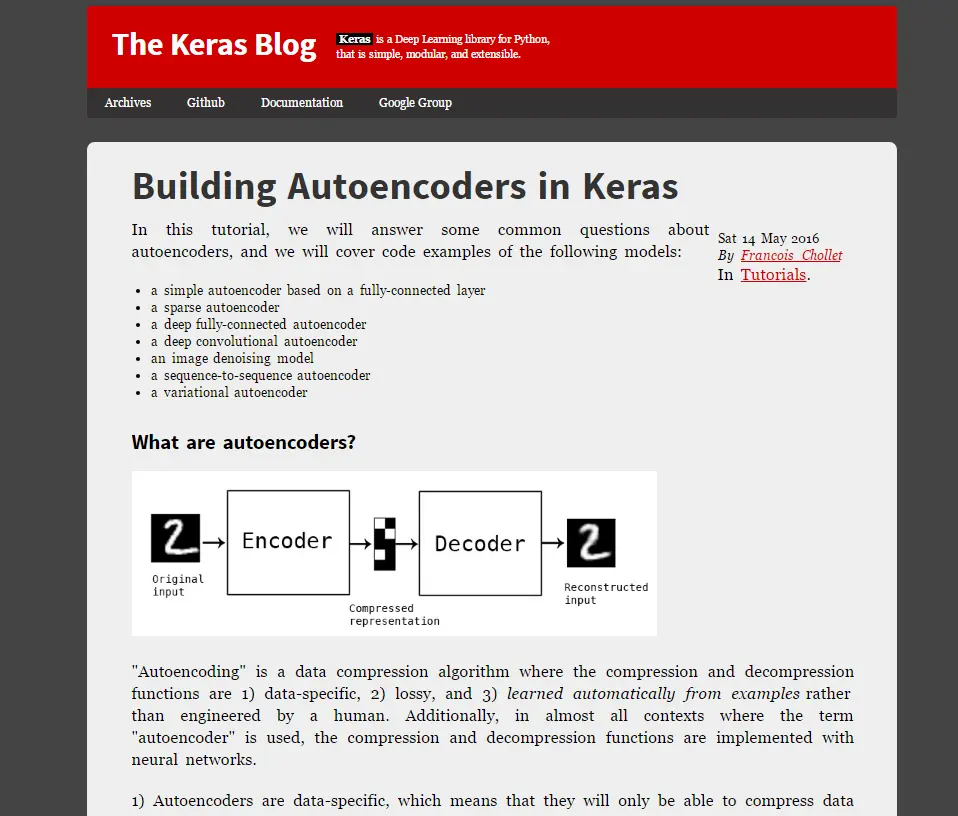 The Keras Blog
Keras is a Deep Learning library for Python,
that is simple, modular, and extensible.
Archives Github Documentation Google Group
Building Autoencoders in Keras
In this tutorial, we will answer some common questions about
autoencoders, and we will cover code examples of the following models:
Sat 14 May 2016
By Francois Chollet
In Tutorials.
• a simple autoencoder based on a fully-connected layer
• a sparse autoencoder
• a deep fully-connected autoencoder
• a deep convolutional autoencoder
• an image denoising model
• a sequence-to-sequence autoencoder
• a variational autoencoder
What are autoencoders?
2
Encoder
Decoder
2
Original
input
Compressed
representation
Reconstructed
input
"Autoencoding" is a data compression algorithm where the compression and decompression
functions are 1) data-specific, 2) lossy, and 3) learned automatically from examples rather
than engineered by a human. Additionally, in almost all contexts where the term
"autoencoder" is used, the compression and decompression functions are implemented with
neural networks.
1) Autoencoders are data-specific, which means that they will only be able to compress data